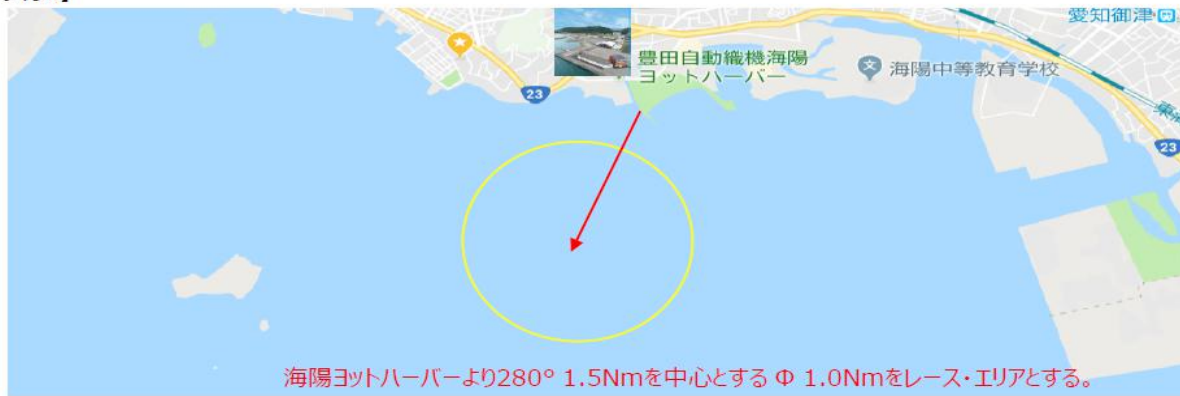 愛知御津
豊田自動織機海陽
ヨットハーバー
海陽中等教育学校
文
23
23
海陽ヨットハーバーより280° 1.5Nmを中心とする Φ 1.0Nmをレース・エリアとする。